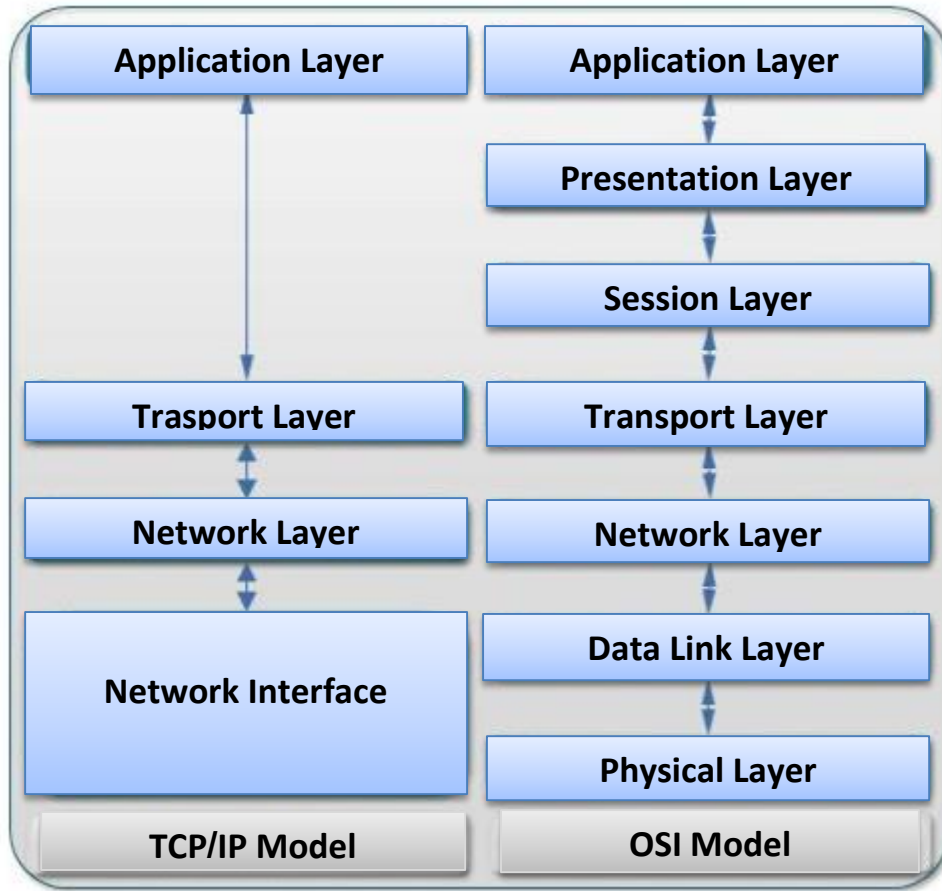 Application Layer
Trasport Layer
Network Layer
Network Interface
TCP/IP Model
Application Layer
Presentation Layer
Session Layer
Transport Layer
Network Layer
Data Link Layer
Physical Layer
OSI Model